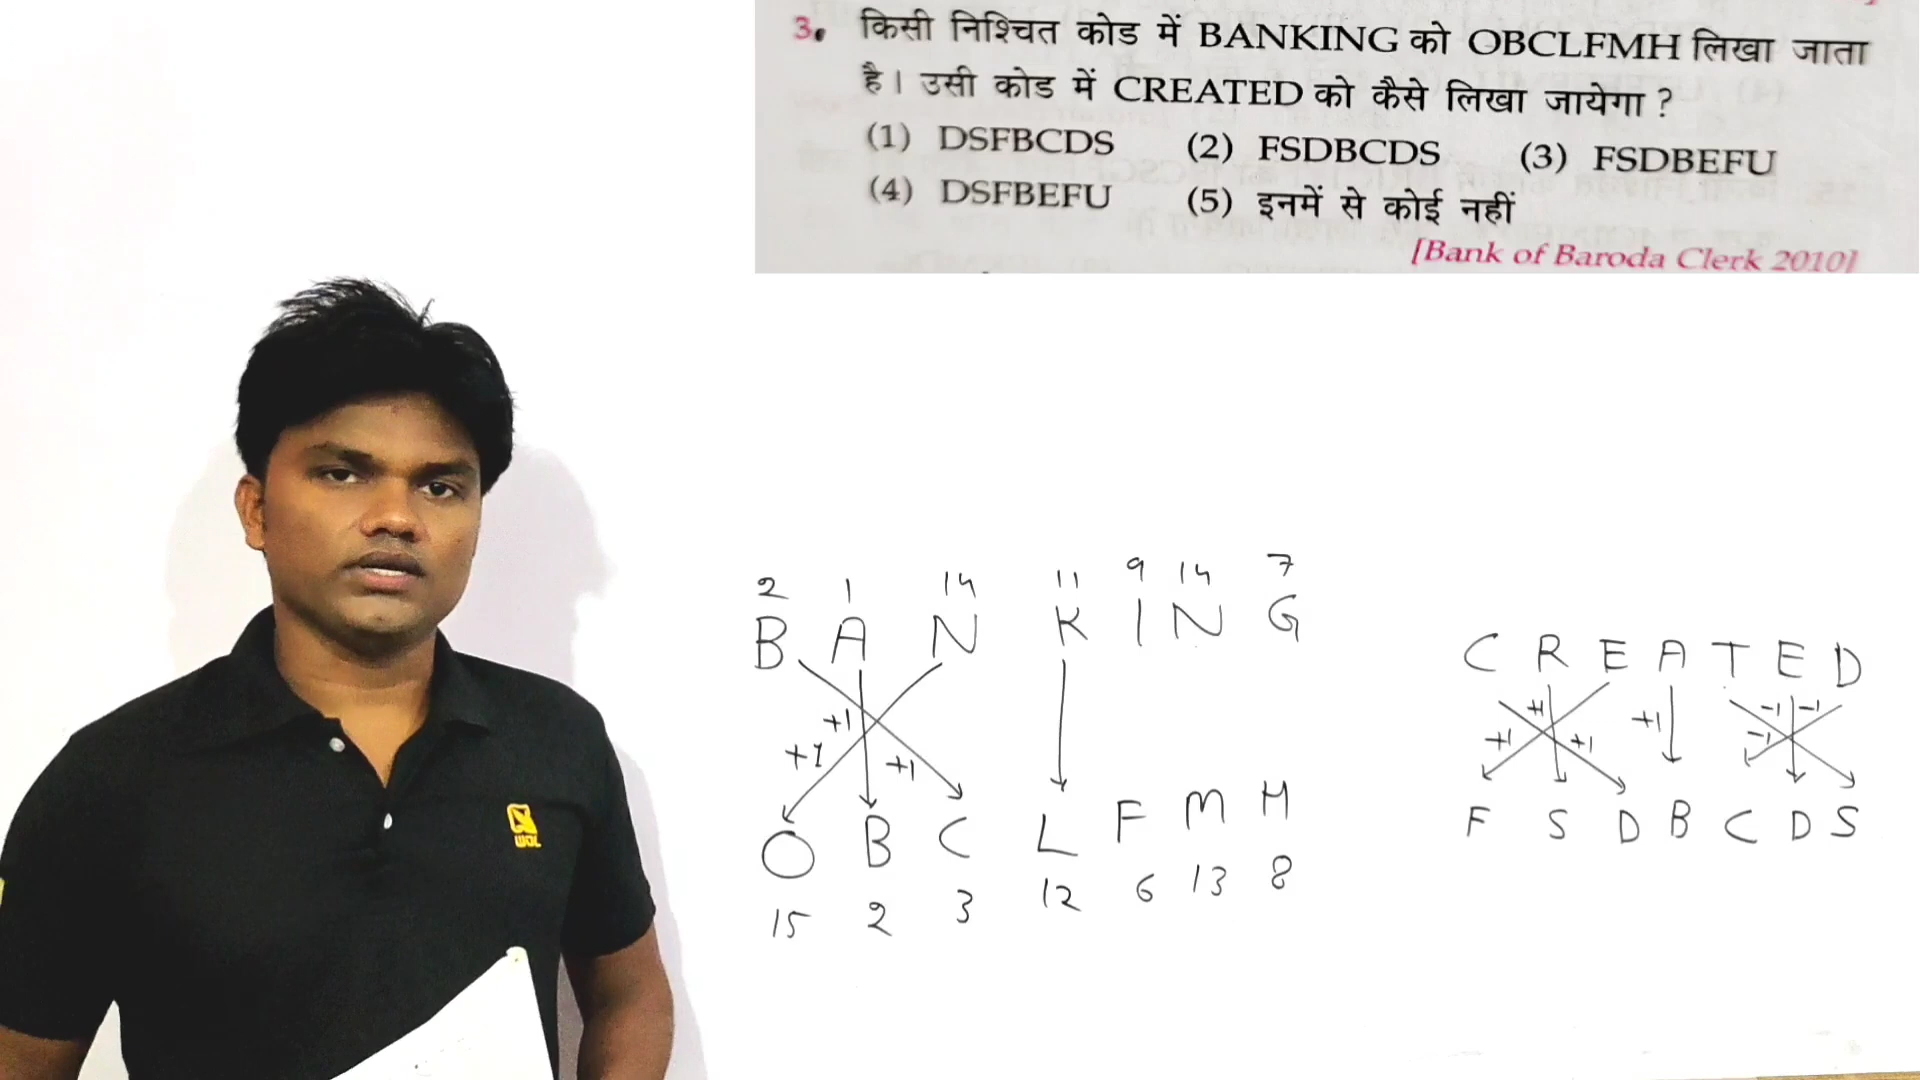 3. किसी निश्चित कोड में BANKING को OBCLFMH लिखा जाता
है। उसी कोड में CREATED को कैसे लिखा जायेगा ?
(1) DSFBCDS (2) FSDBCDS (3) FSDBEFU
(4) DSFBEFU (5) इनमें से कोई नहीं
[Bank of Baroda Clerk 2010]
2 1 14 11 9 14 7
B A N K I N G
+1 +1 +1
O B C L F M H
15 2 3 12 6 13 8
C R E A T E D
+1 +1 +1 +1 -1 -1 -1
F S D B C D S
WOL